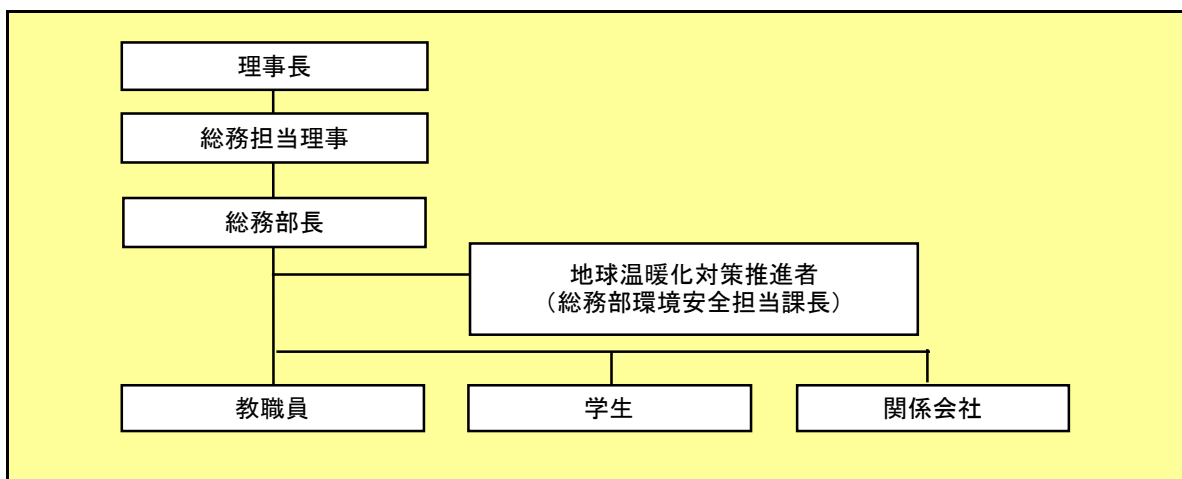 理事長
総務担当理事
総務部長
地球温暖化対策推進者
（総務部環境安全担当課長）
教職員
学生
関係会社